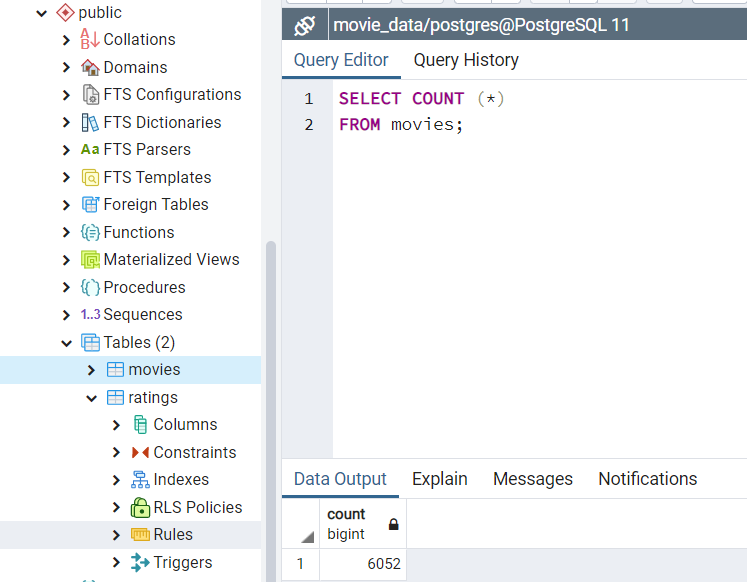 public
Collations
Domains
FTS Configurations
FTS Dictionaries
Aa FTS Parsers
FTS Templates
Foreign Tables
Functions
Materialized Views
Procedures
1..3 Sequences
Tables (2)
movies
ratings
Columns
Constraints
Indexes
RLS Policies
Rules
Triggers
movie_data/postgres@PostgreSQL 11
Query Editor Query History
1 SELECT COUNT (*)
2 FROM movies;
Data Output Explain Messages Notifications
count
bigint
1 6052